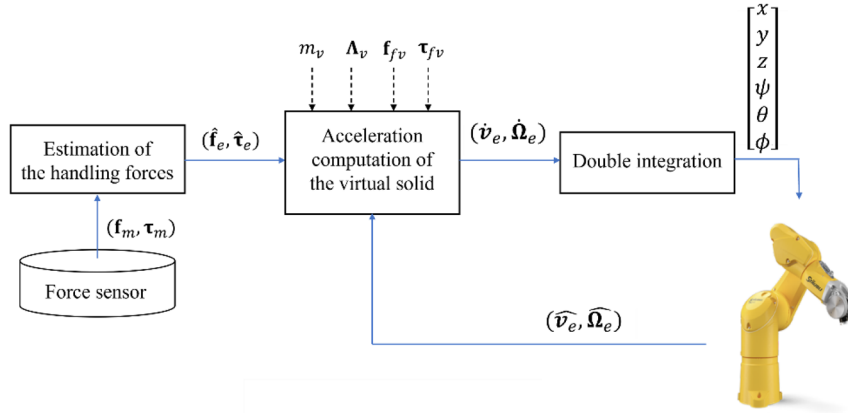 m_v Λ_v f_fv τ_fv
Estimation of
the handling forces
(f̂_e, τ̂_e)
Acceleration
computation of
the virtual solid
(v̇_e, Ω̇_e)
Double integration
x
y
z
ψ
θ
ϕ
(f_m, τ_m)
Force sensor
(v̂_e, Ω̂_e)